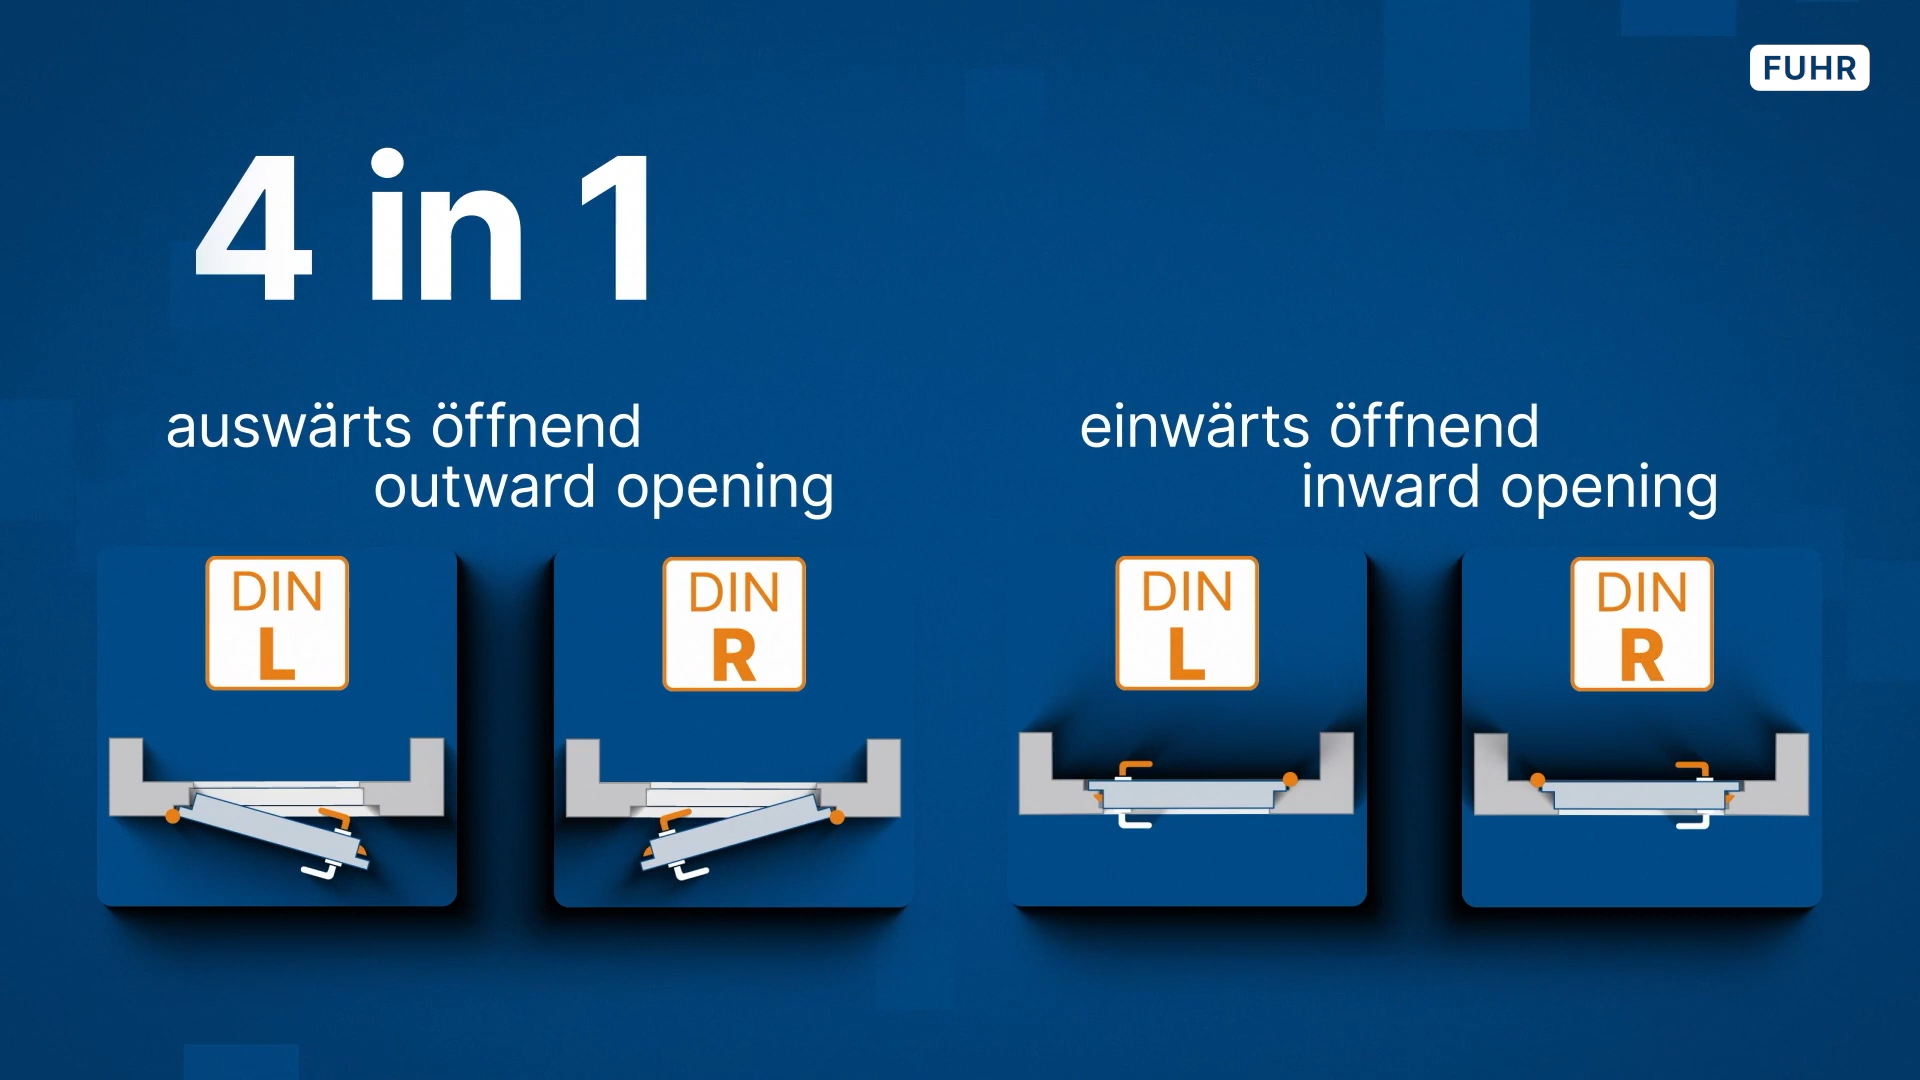 FUHR
4 in 1
auswärts öffnend
outward opening
einwärts öffnend
inward opening
DIN
L
DIN
R
DIN
L
DIN
R